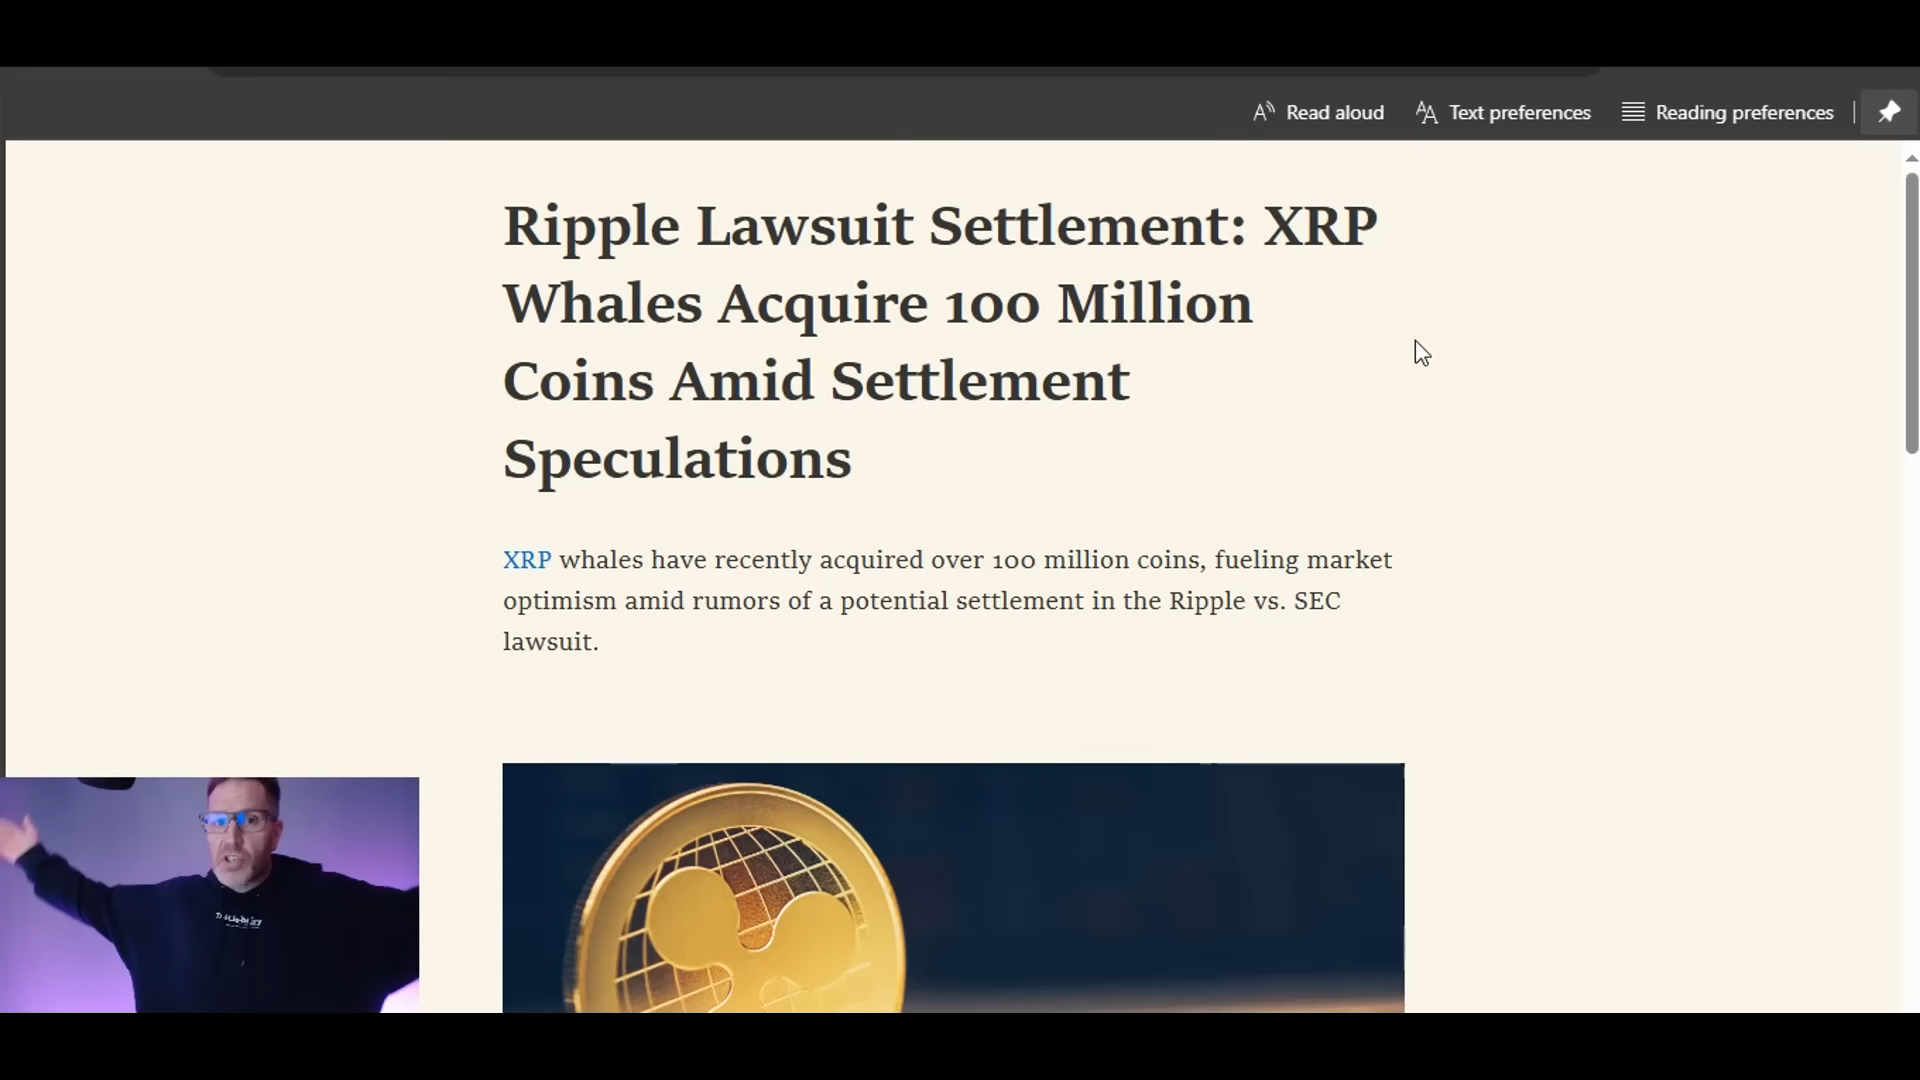 Read aloud
Text preferences
Reading preferences
Ripple Lawsuit Settlement: XRP
Whales Acquire 100 Million
Coins Amid Settlement
Speculations
XRP whales have recently acquired over 100 million coins, fueling market
optimism amid rumors of a potential settlement in the Ripple vs. SEC
lawsuit.